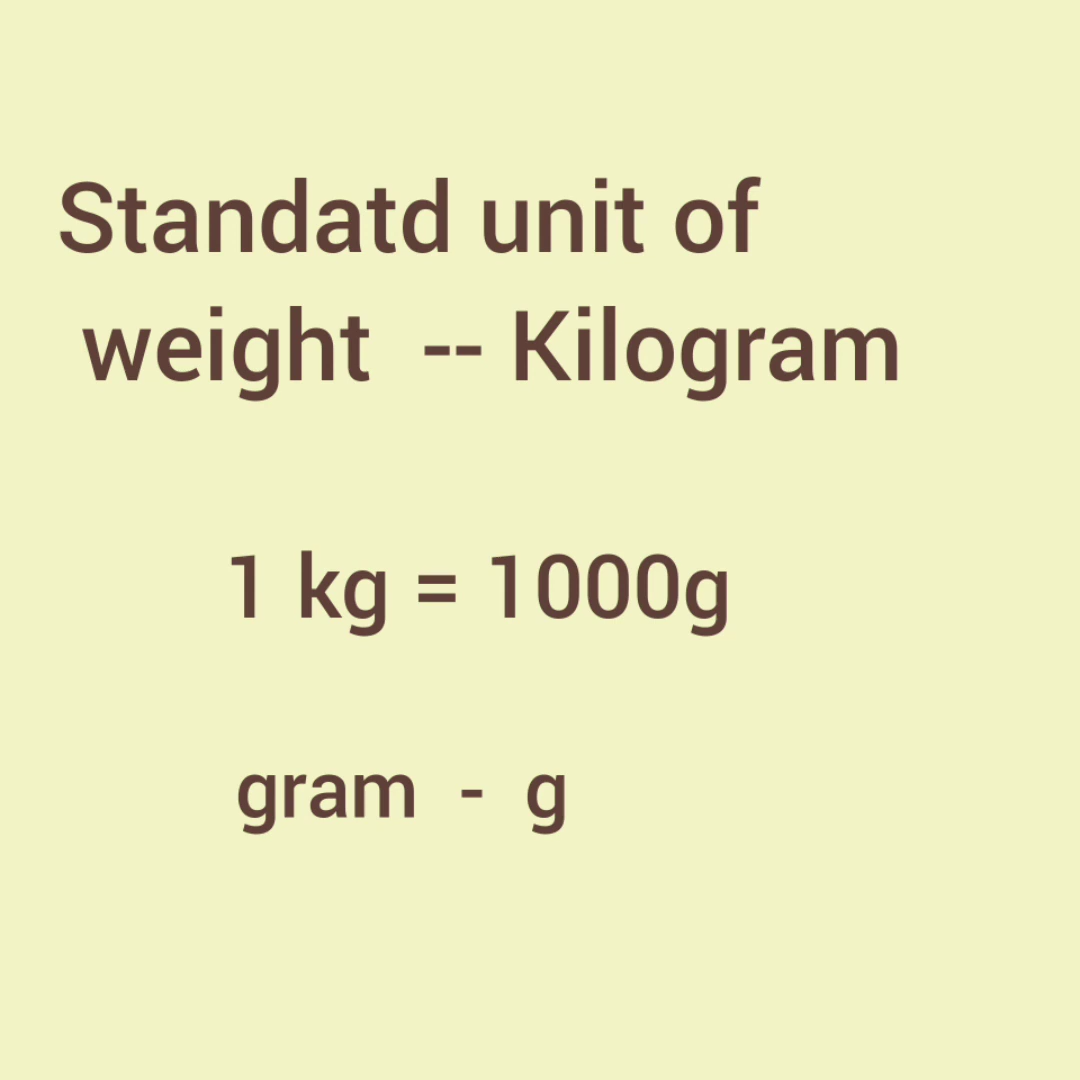 Standatd unit of
weight -- Kilogram
1 kg = 1000g
gram - g